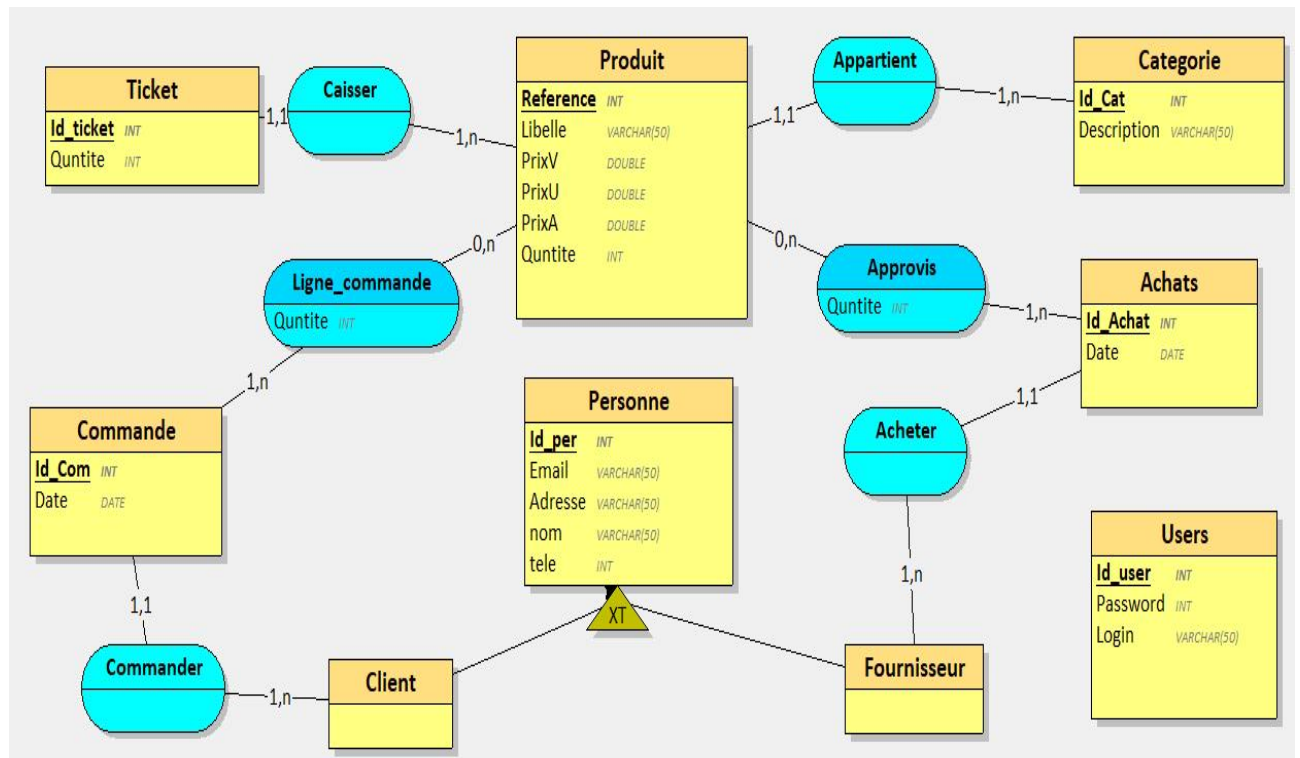 Ticket
Id_ticket INT
Quntite INT
1,1
Caisser
1,n
Produit
Reference INT
Libelle VARCHAR(50)
PrixV DOUBLE
PrixU DOUBLE
PrixA DOUBLE
Quntite INT
1,1
Appartient
1,n
Categorie
Id_Cat INT
Description VARCHAR(50)
0,n
Ligne_commande
Quntite INT
1,n
0,n
Approvis
Quntite INT
1,n
Achats
Id_Achat INT
Date DATE
1,1
Commande
Id_Com INT
Date DATE
Personne
Id_per INT
Email VARCHAR(50)
Adresse VARCHAR(50)
nom VARCHAR(50)
tele INT
XT
Acheter
1,n
Users
Id_user INT
Password INT
Login VARCHAR(50)
1,1
Commander
1,n
Client
Fournisseur